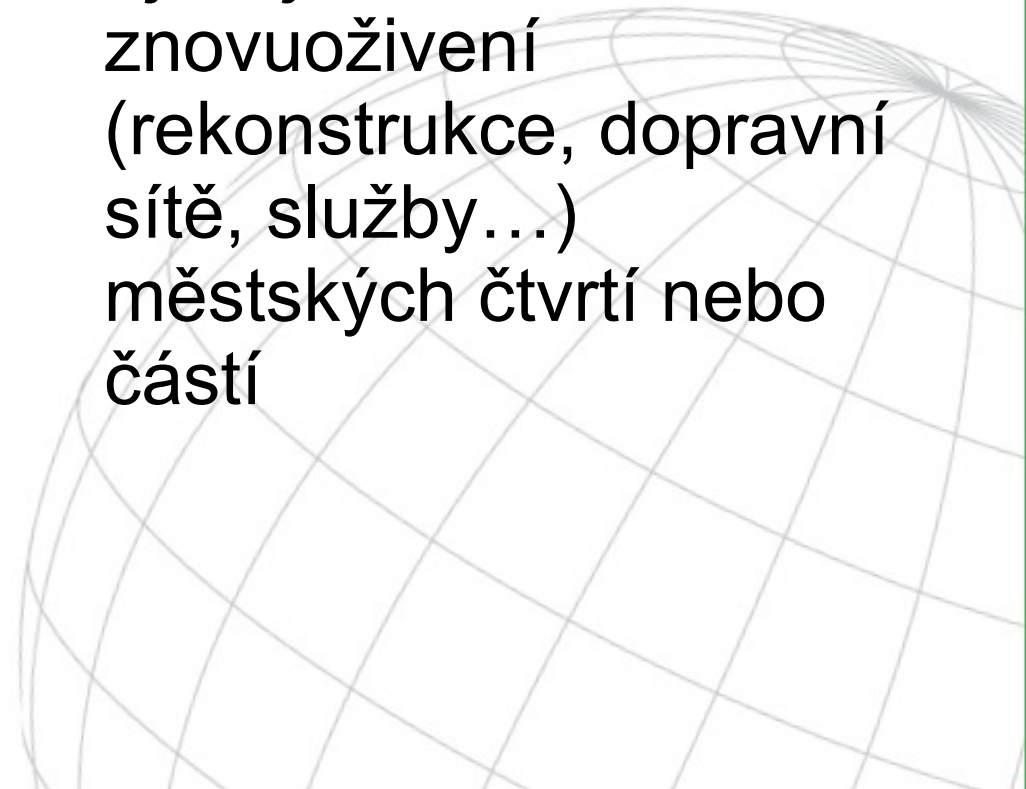 znovuoživení
(rekonstrukce, dopravní
sítě, služby…)
městských čtvrtí nebo
částí